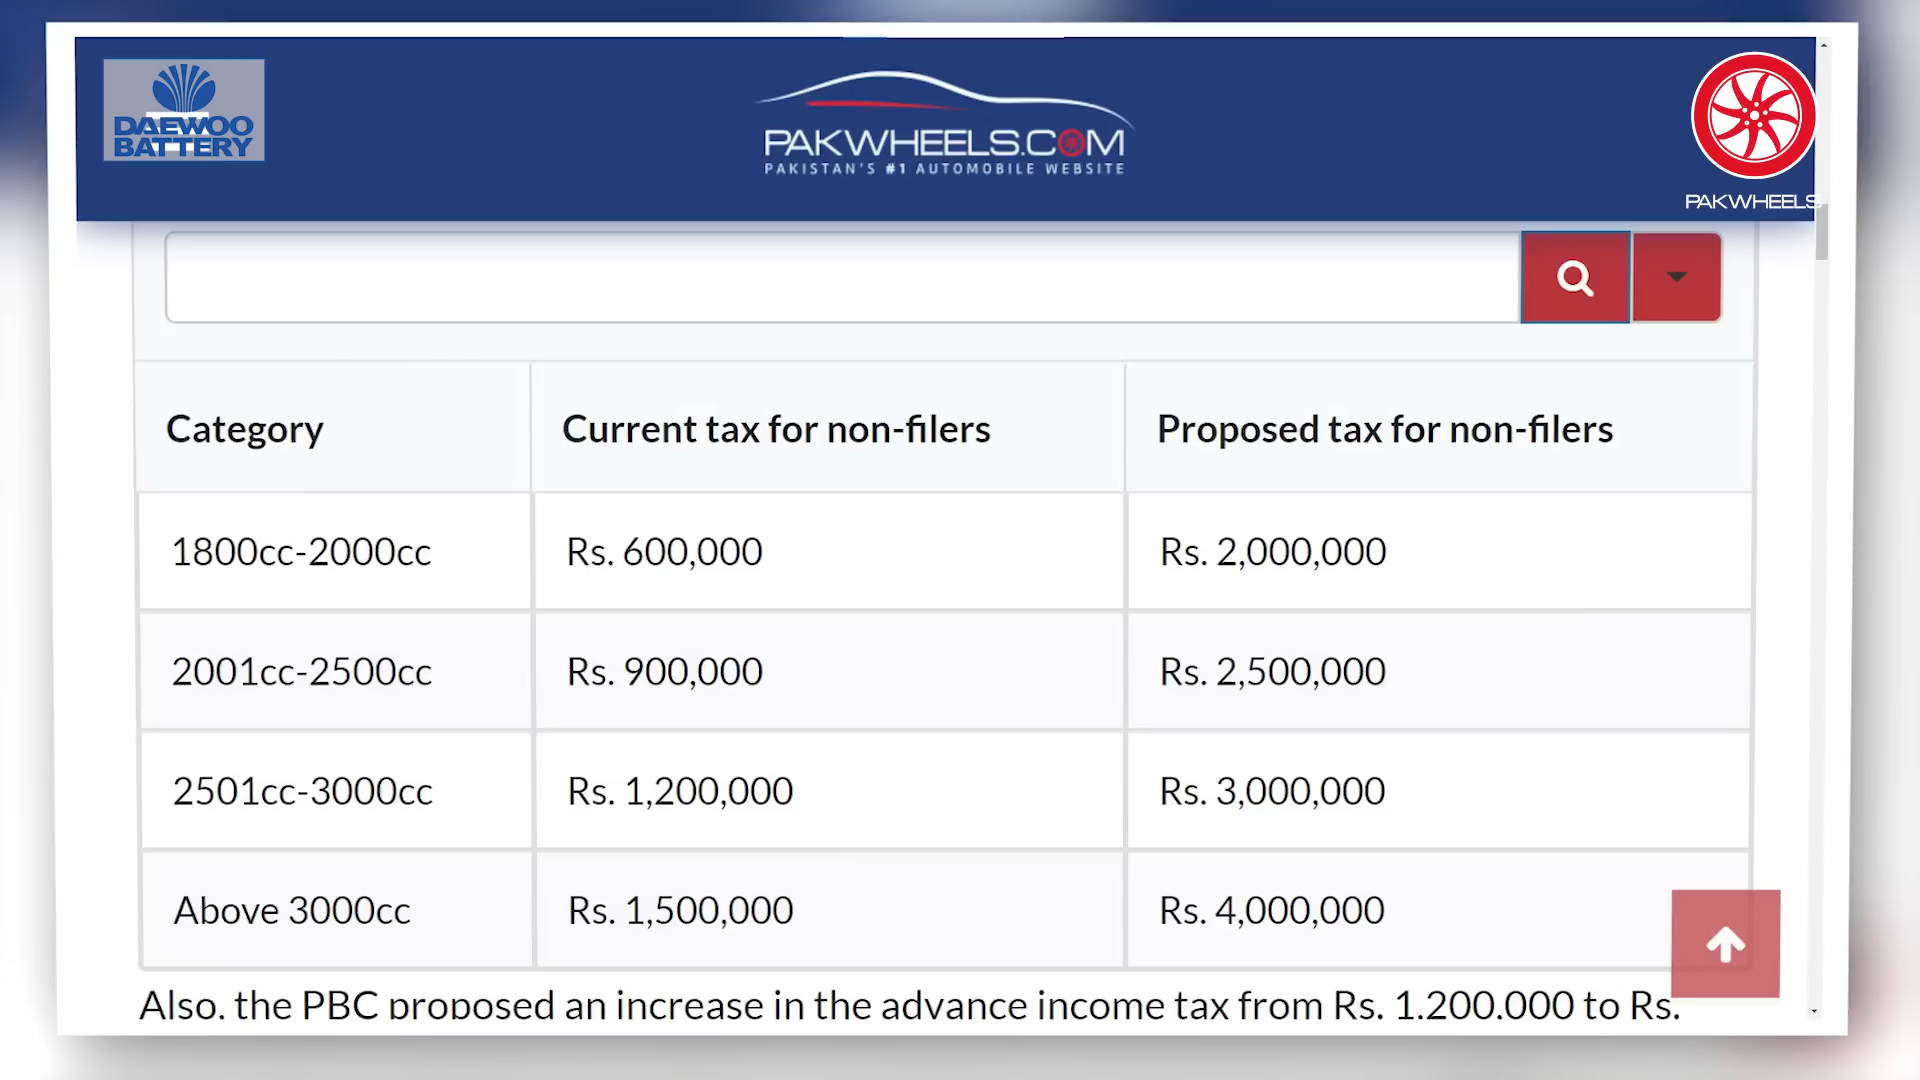 DAEWOO
BATTERY
PAKWHEELS.COM
PAKISTAN'S #1 AUTOMOBILE WEBSITE
PAKWHEELS
Category Current tax for non-filers Proposed tax for non-filers
1800cc-2000cc Rs. 600,000 Rs. 2,000,000
2001cc-2500cc Rs. 900,000 Rs. 2,500,000
2501cc-3000cc Rs. 1,200,000 Rs. 3,000,000
Above 3000cc Rs. 1,500,000 Rs. 4,000,000
Also, the PBC proposed an increase in the advance income tax from Rs. 1,200,000 to Rs.